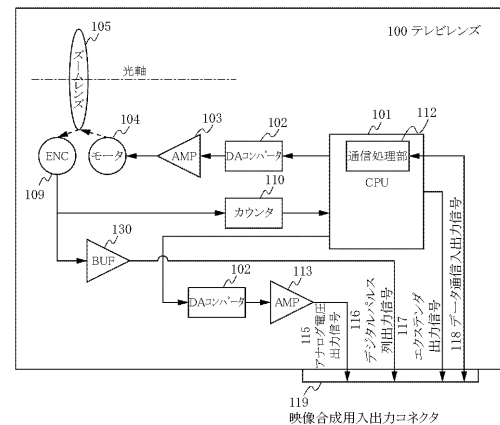 100 テレビレンズ
105
ズームレンズ
光軸
104
103
102
101
112
通信処理部
CPU
DAコンバータ
AMP
モータ
ENC
109
110
カウンタ
130
BUF
102
DAコンバータ
113
AMP
115
アナログ電圧
出力信号
116
デジタルパルス
列出力信号
117
エクステンダ
出力信号
118 データ通信入出力信号
119
映像合成用入出力コネクタ